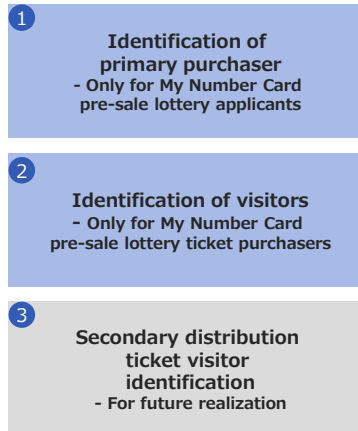 1
Identification of
primary purchaser
- Only for My Number Card
pre-sale lottery applicants
2
Identification of visitors
- Only for My Number Card
pre-sale lottery ticket purchasers
3
Secondary distribution
ticket visitor
identification
- For future realization